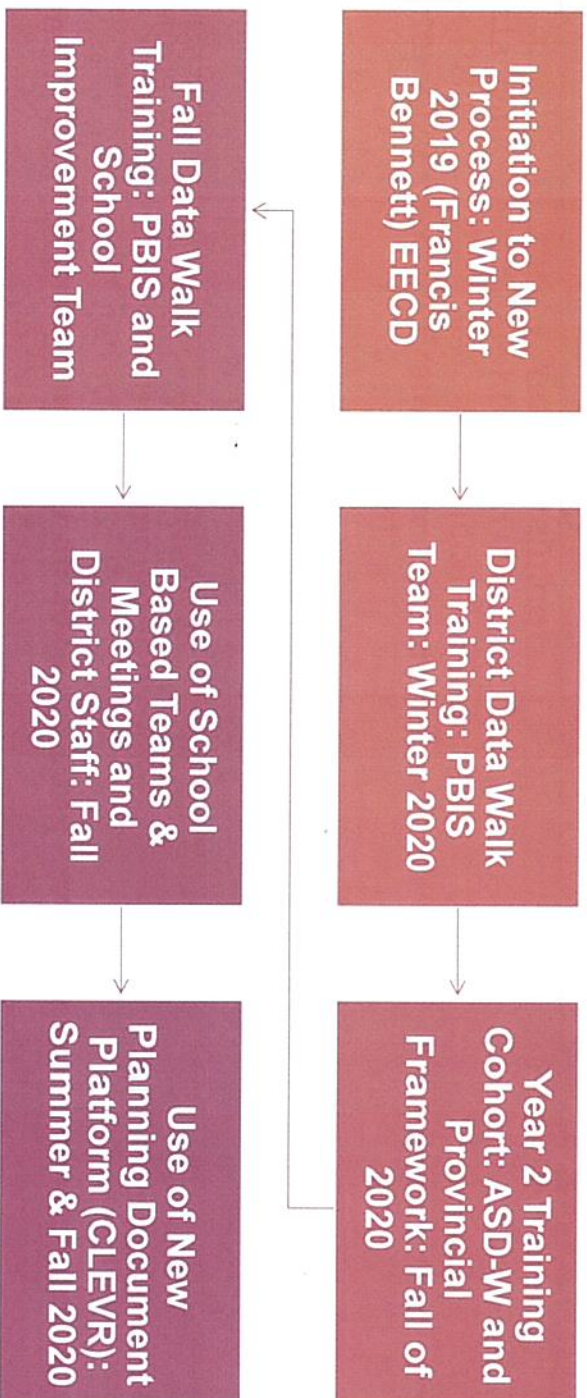 Initiation to New
Process: Winter
2019 (Francis
Bennett) EECD
District Data Walk
Training: PBIS
Team: Winter 2020
Year 2 Training
Cohort: ASD-W and
Provincial
Framework: Fall of
2020
Fall Data Walk
Training: PBIS and
School
Improvement Team
Use of School
Based Teams &
Meetings and
District Staff: Fall
2020
Use of New
Planning Document
Platform (CLEVR):
Summer & Fall 2020